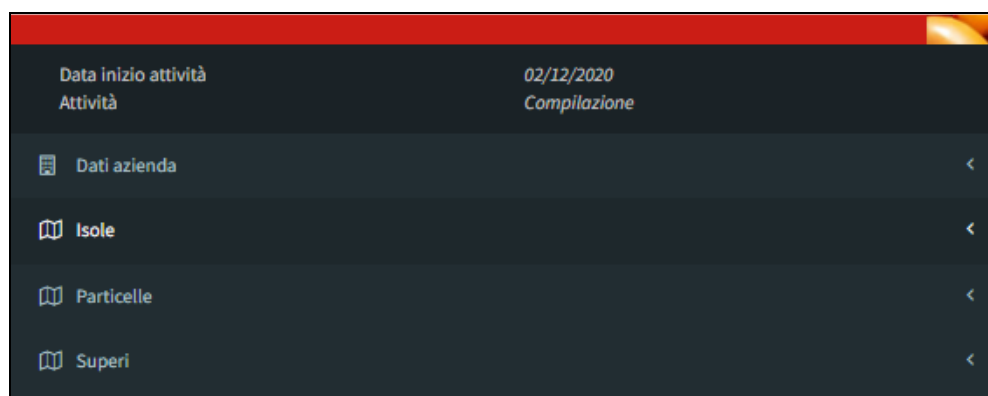 Data inizio attività 02/12/2020
Attività Compilazione
Dati azienda
Isole
Particelle
Superi